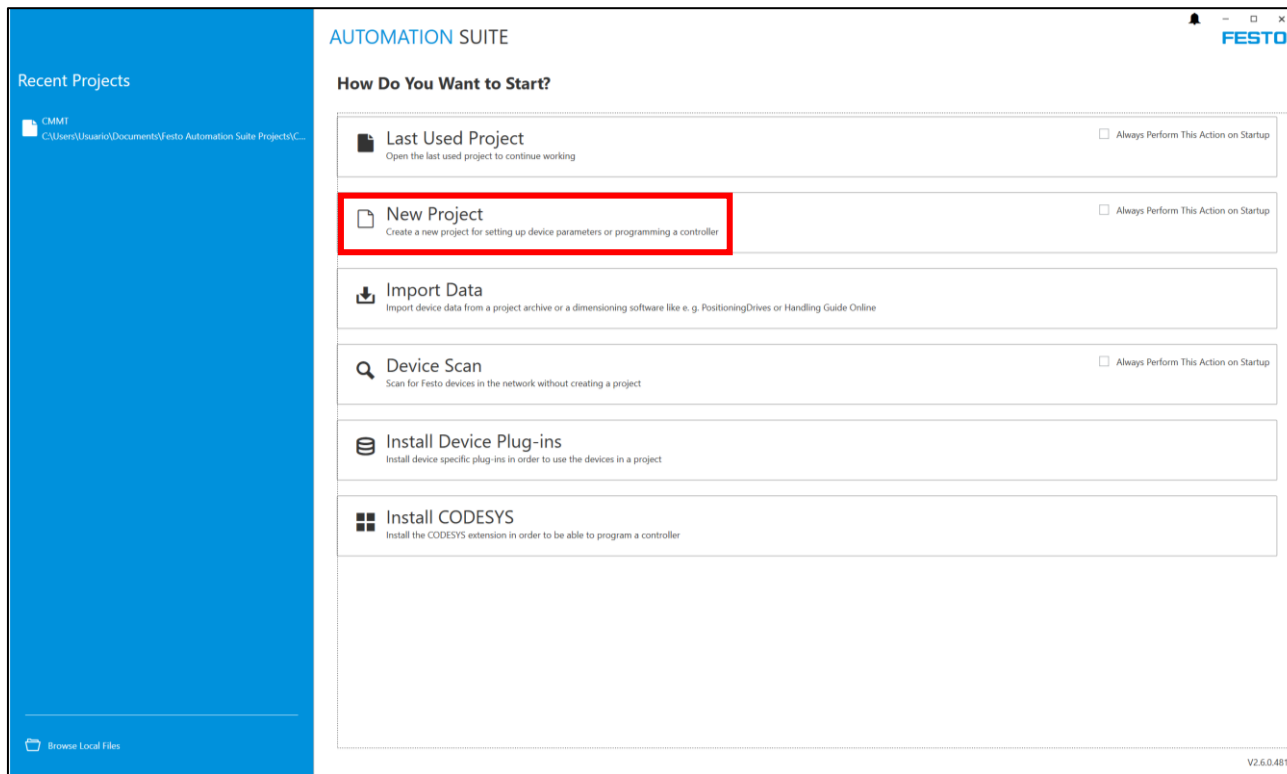 AUTOMATION SUITE
FESTO
Recent Projects
CMMT
C:\Users\Usuario\Documents\Festo Automation Suite Projects\C...
How Do You Want to Start?
Last Used Project
Open the last used project to continue working
Always Perform This Action on Startup
New Project
Create a new project for setting up device parameters or programming a controller
Always Perform This Action on Startup
Import Data
Import device data from a project archive or a dimensioning software like e. g. PositioningDrives or Handling Guide Online
Device Scan
Scan for Festo devices in the network without creating a project
Always Perform This Action on Startup
Install Device Plug-ins
Install device specific plug-ins in order to use the devices in a project
Install CODESYS
Install the CODESYS extension in order to be able to program a controller
Browse Local Files
V2.6.0.481